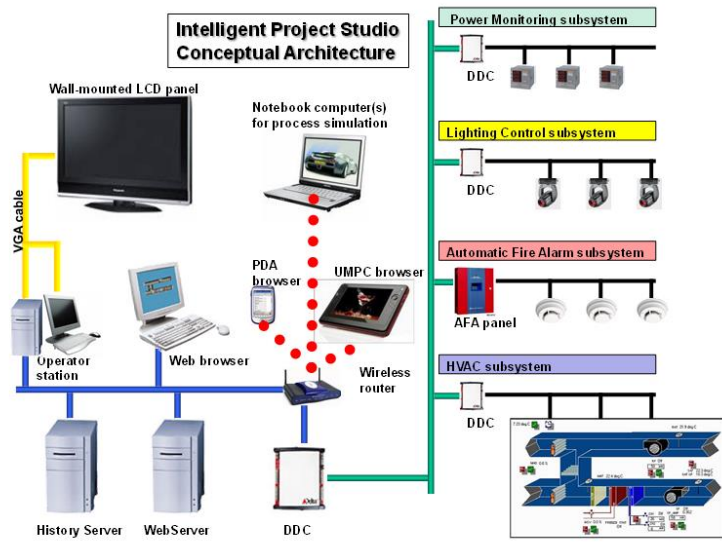 Intelligent Project Studio
Conceptual Architecture
Wall-mounted LCD panel
Notebook computer(s)
for process simulation
VGA cable
PDA
browser
UMPC browser
Operator
station
Web browser
Wireless
router
History Server
WebServer
DDC
Power Monitoring subsystem
DDC
Lighting Control subsystem
DDC
Automatic Fire Alarm subsystem
AFA panel
HVAC subsystem
DDC